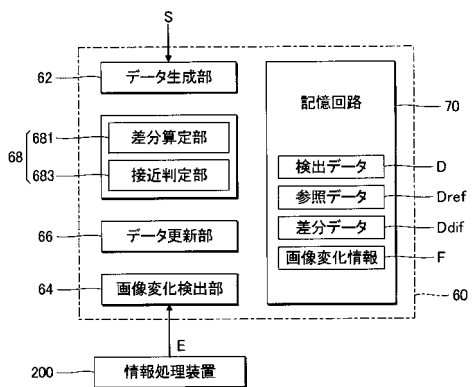 S
62
データ生成部
68
681
差分算定部
683
接近判定部
66
データ更新部
64
画像変化検出部
記憶回路
70
検出データ
D
参照データ
Dref
差分データ
Ddif
画像変化情報
F
60
E
200
情報処理装置